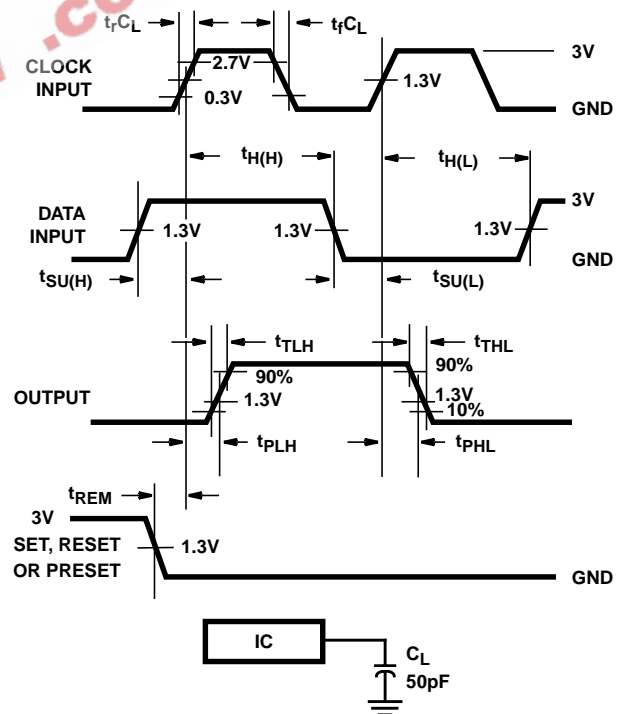 .co
t_rC_L
t_fC_L
CLOCK
INPUT
2.7V
0.3V
1.3V
3V
GND
t_H(H)
t_H(L)
DATA
INPUT
1.3V
1.3V
1.3V
3V
GND
t_SU(H)
t_SU(L)
t_TLH
t_THL
90%
90%
OUTPUT
1.3V
1.3V
10%
t_PLH
t_PHL
t_REM
3V
SET, RESET
OR PRESET
1.3V
GND
IC
C_L
50pF